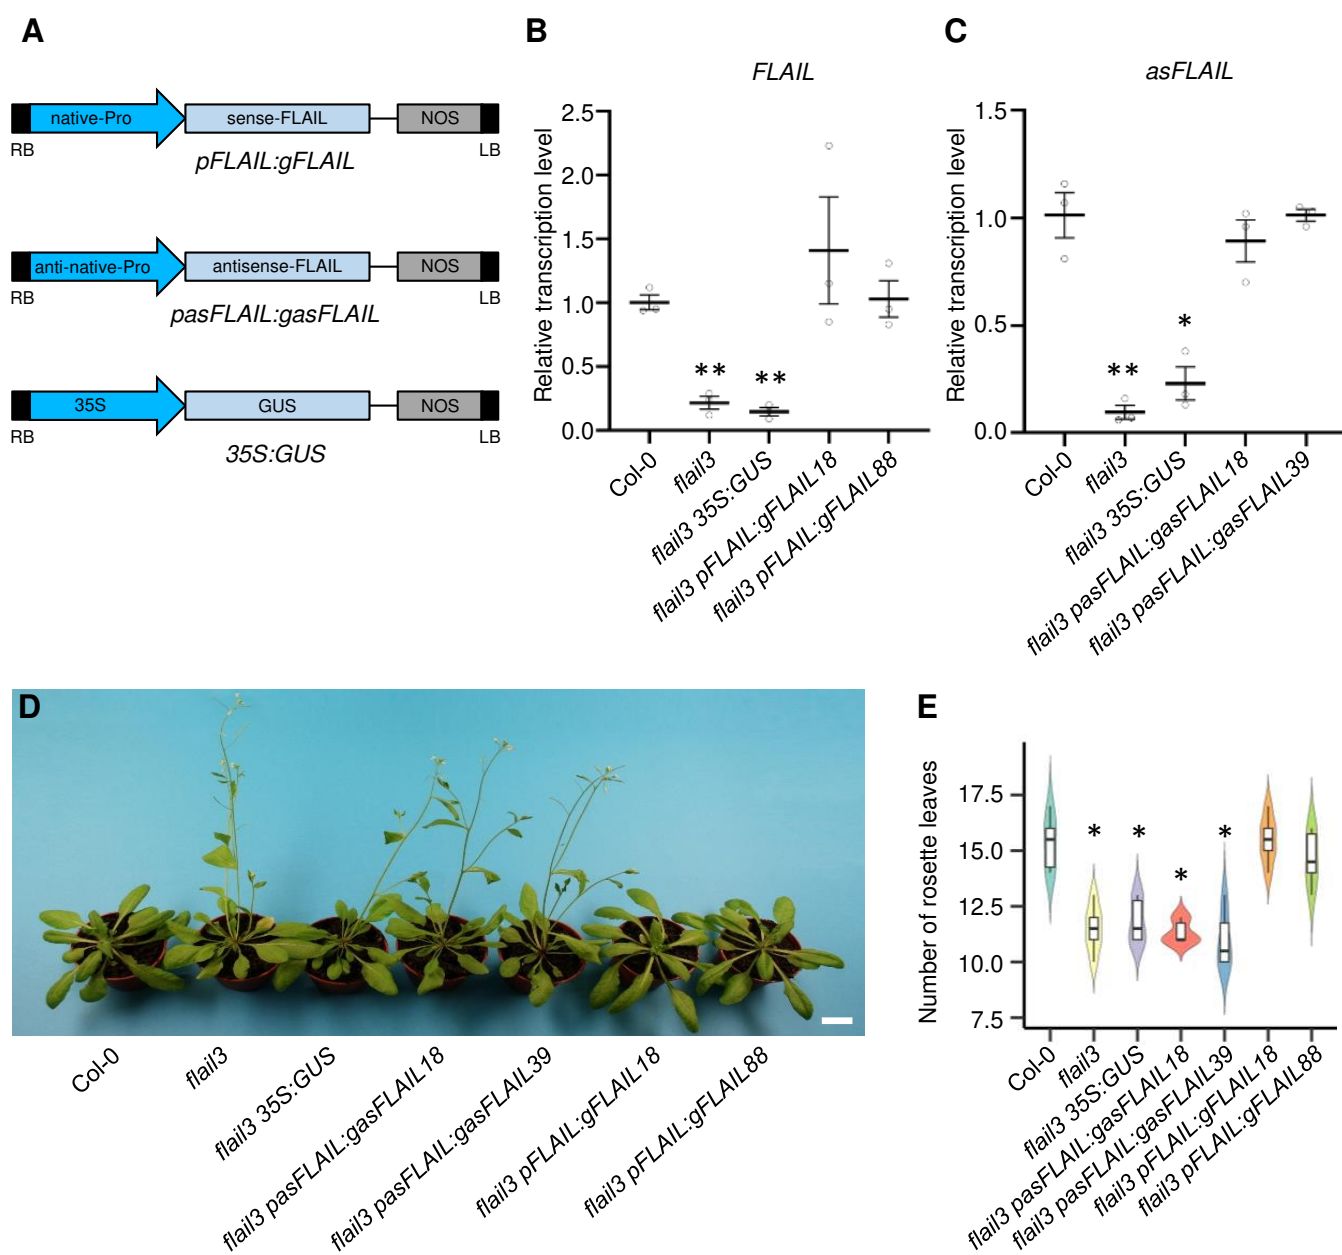 A
native-Pro sense-FLAIL NOS
RB LB
pFLAIL:gFLAIL
anti-native-Pro antisense-FLAIL NOS
RB LB
pasFLAIL:gasFLAIL
35S GUS NOS
RB LB
35S:GUS
B
FLAIL
Relative transcription level
2.5
2.0
1.5
1.0
0.5
0.0
** **
Col-0
flail3
flail3 35S:GUS
flail3 pFLAIL:gFLAIL18
flail3 pFLAIL:gFLAIL88
C
asFLAIL
Relative transcription level
1.5
1.0
0.5
0.0
** *
Col-0
flail3
flail3 35S:GUS
flail3 pasFLAIL:gasFLAIL18
flail3 pasFLAIL:gasFLAIL39
D
Col-0
flail3
flail3 35S:GUS
flail3 pasFLAIL:gasFLAIL18
flail3 pasFLAIL:gasFLAIL39
flail3 pFLAIL:gFLAIL18
flail3 pFLAIL:gFLAIL88
E
Number of rosette leaves
17.5
15.0
12.5
10.0
7.5
* * * *
Col-0
flail3
flail3 35S:GUS
flail3 pasFLAIL:gasFLAIL18
flail3 pasFLAIL:gasFLAIL39
flail3 pFLAIL:gFLAIL18
flail3 pFLAIL:gFLAIL88